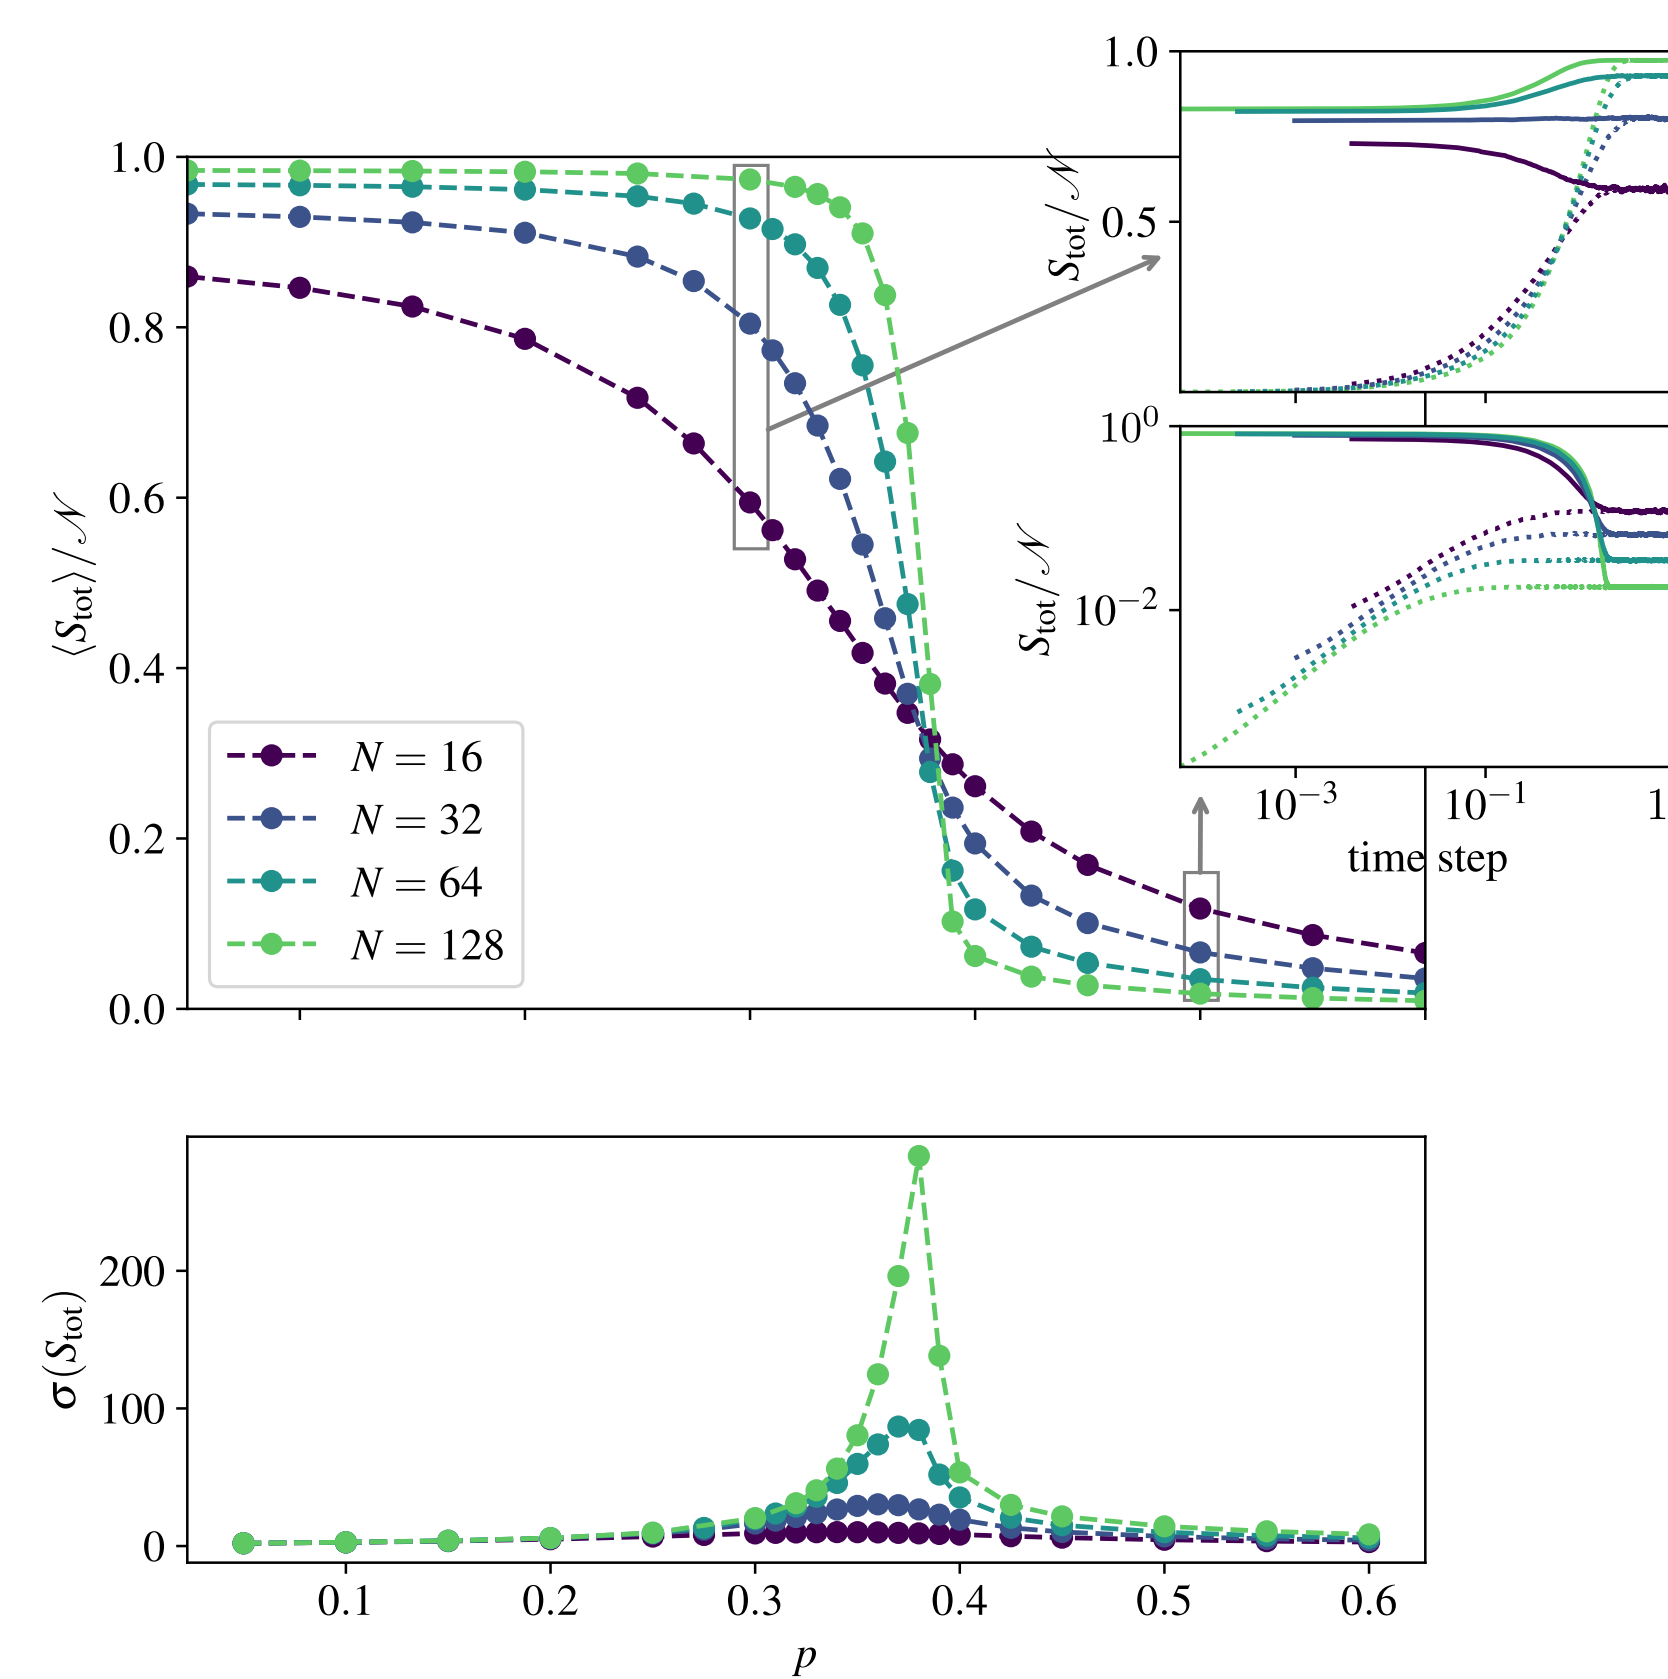 1.0
0.5
S_tot/𝒩
1.0
0.8
0.6
0.4
0.2
0.0
⟨S_tot⟩/𝒩
10⁰
10⁻²
S_tot/𝒩
10⁻³ 10⁻¹ 1
time step
N = 16
N = 32
N = 64
N = 128
200
100
0
σ(S_tot)
0.1 0.2 0.3 0.4 0.5 0.6
p